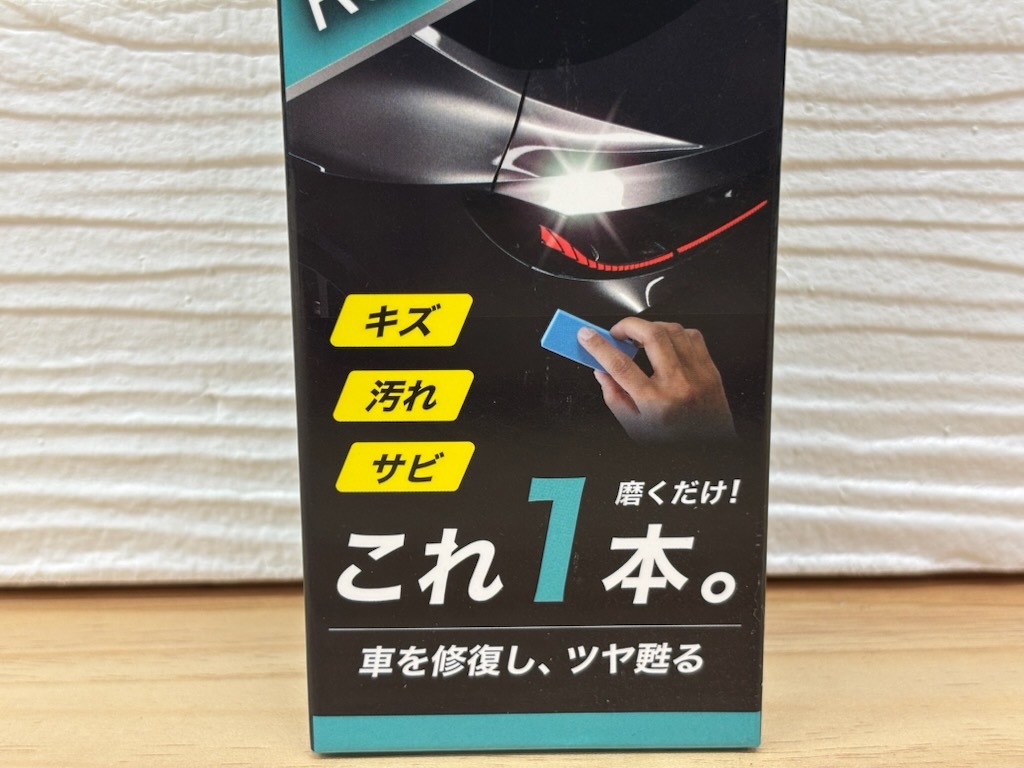 キズ
汚れ
サビ
磨くだけ!
これ1本。
車を修復し、ツヤ甦る